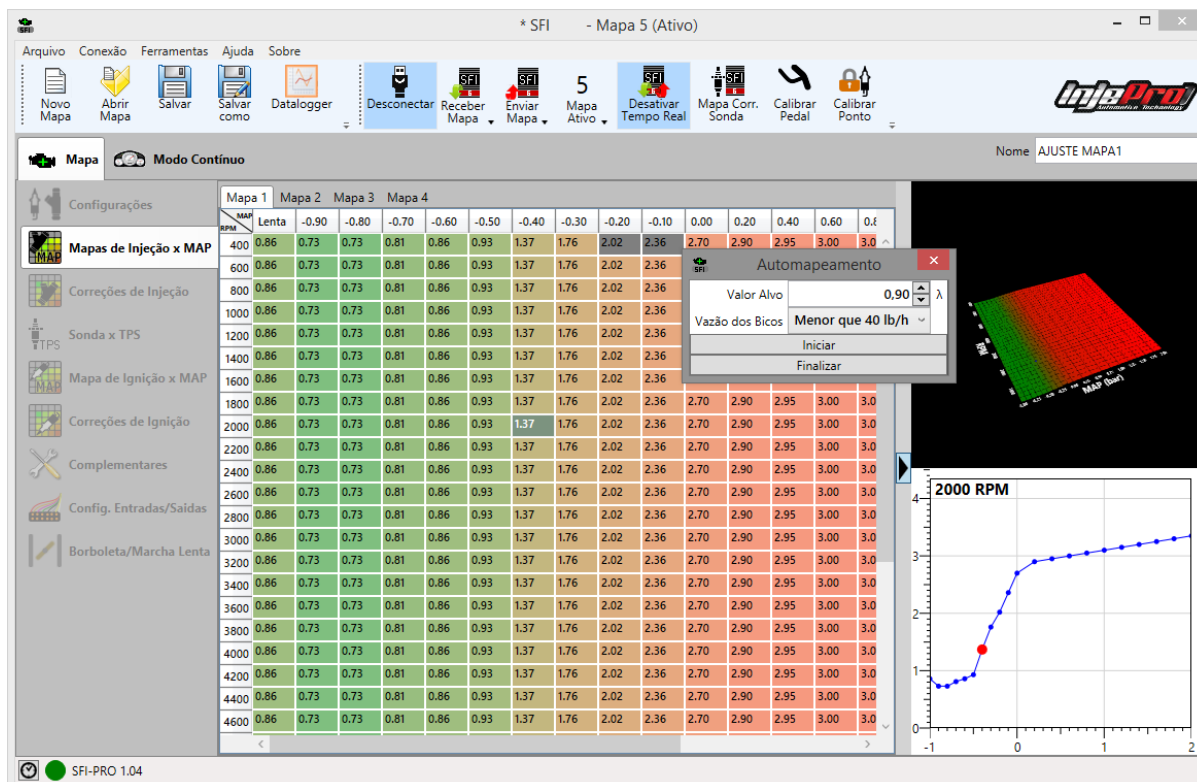 * SFI - Mapa 5 (Ativo)
Arquivo Conexão Ferramentas Ajuda Sobre
Novo Mapa
Abrir Mapa
Salvar
Salvar como
Datalogger
Desconectar
Receber Mapa
Enviar Mapa
5 Mapa Ativo
Desativar Tempo Real
Mapa Corr. Sonda
Calibrar Pedal
Calibrar Ponto
InjePro
Automotive Technology
Mapa Modo Contínuo
Nome AJUSTE MAPA1
Configurações
Mapas de Injeção x MAP
Correções de Injeção
Sonda x TPS
Mapa de Ignição x MAP
Correções de Ignição
Complementares
Config. Entradas/Saidas
Borboleta/Marcha Lenta
Mapa 1 Mapa 2 Mapa 3 Mapa 4
MAP RPM Lenta -0.90 -0.80 -0.70 -0.60 -0.50 -0.40 -0.30 -0.20 -0.10 0.00 0.20 0.40 0.60
400 0.86 0.73 0.73 0.81 0.86 0.93 1.37 1.76 2.02 2.36 2.70 2.90 2.95 3.00 3.0
600 0.86 0.73 0.73 0.81 0.86 0.93 1.37 1.76 2.02 2.36
800 0.86 0.73 0.73 0.81 0.86 0.93 1.37 1.76 2.02 2.36
1000 0.86 0.73 0.73 0.81 0.86 0.93 1.37 1.76 2.02 2.36
1200 0.86 0.73 0.73 0.81 0.86 0.93 1.37 1.76 2.02 2.36
1400 0.86 0.73 0.73 0.81 0.86 0.93 1.37 1.76 2.02 2.36
1600 0.86 0.73 0.73 0.81 0.86 0.93 1.37 1.76 2.02 2.36
1800 0.86 0.73 0.73 0.81 0.86 0.93 1.37 1.76 2.02 2.36 2.70 2.90 2.95 3.00 3.0
2000 0.86 0.73 0.73 0.81 0.86 0.93 1.37 1.76 2.02 2.36 2.70 2.90 2.95 3.00 3.0
2200 0.86 0.73 0.73 0.81 0.86 0.93 1.37 1.76 2.02 2.36 2.70 2.90 2.95 3.00 3.0
2400 0.86 0.73 0.73 0.81 0.86 0.93 1.37 1.76 2.02 2.36 2.70 2.90 2.95 3.00 3.0
2600 0.86 0.73 0.73 0.81 0.86 0.93 1.37 1.76 2.02 2.36 2.70 2.90 2.95 3.00 3.0
2800 0.86 0.73 0.73 0.81 0.86 0.93 1.37 1.76 2.02 2.36 2.70 2.90 2.95 3.00 3.0
3000 0.86 0.73 0.73 0.81 0.86 0.93 1.37 1.76 2.02 2.36 2.70 2.90 2.95 3.00 3.0
3200 0.86 0.73 0.73 0.81 0.86 0.93 1.37 1.76 2.02 2.36 2.70 2.90 2.95 3.00 3.0
3400 0.86 0.73 0.73 0.81 0.86 0.93 1.37 1.76 2.02 2.36 2.70 2.90 2.95 3.00 3.0
3600 0.86 0.73 0.73 0.81 0.86 0.93 1.37 1.76 2.02 2.36 2.70 2.90 2.95 3.00 3.0
3800 0.86 0.73 0.73 0.81 0.86 0.93 1.37 1.76 2.02 2.36 2.70 2.90 2.95 3.00 3.0
4000 0.86 0.73 0.73 0.81 0.86 0.93 1.37 1.76 2.02 2.36 2.70 2.90 2.95 3.00 3.0
4200 0.86 0.73 0.73 0.81 0.86 0.93 1.37 1.76 2.02 2.36 2.70 2.90 2.95 3.00 3.0
4400 0.86 0.73 0.73 0.81 0.86 0.93 1.37 1.76 2.02 2.36 2.70 2.90 2.95 3.00 3.0
4600 0.86 0.73 0.73 0.81 0.86 0.93 1.37 1.76 2.02 2.36 2.70 2.90 2.95 3.00 3.0
Automapeamento
Valor Alvo 0,90 λ
Vazão dos Bicos Menor que 40 lb/h
Iniciar
Finalizar
RPM
MAP (bar)
2000 RPM
4
3
2
1
0
-1 0 1 2
SFI-PRO 1.04